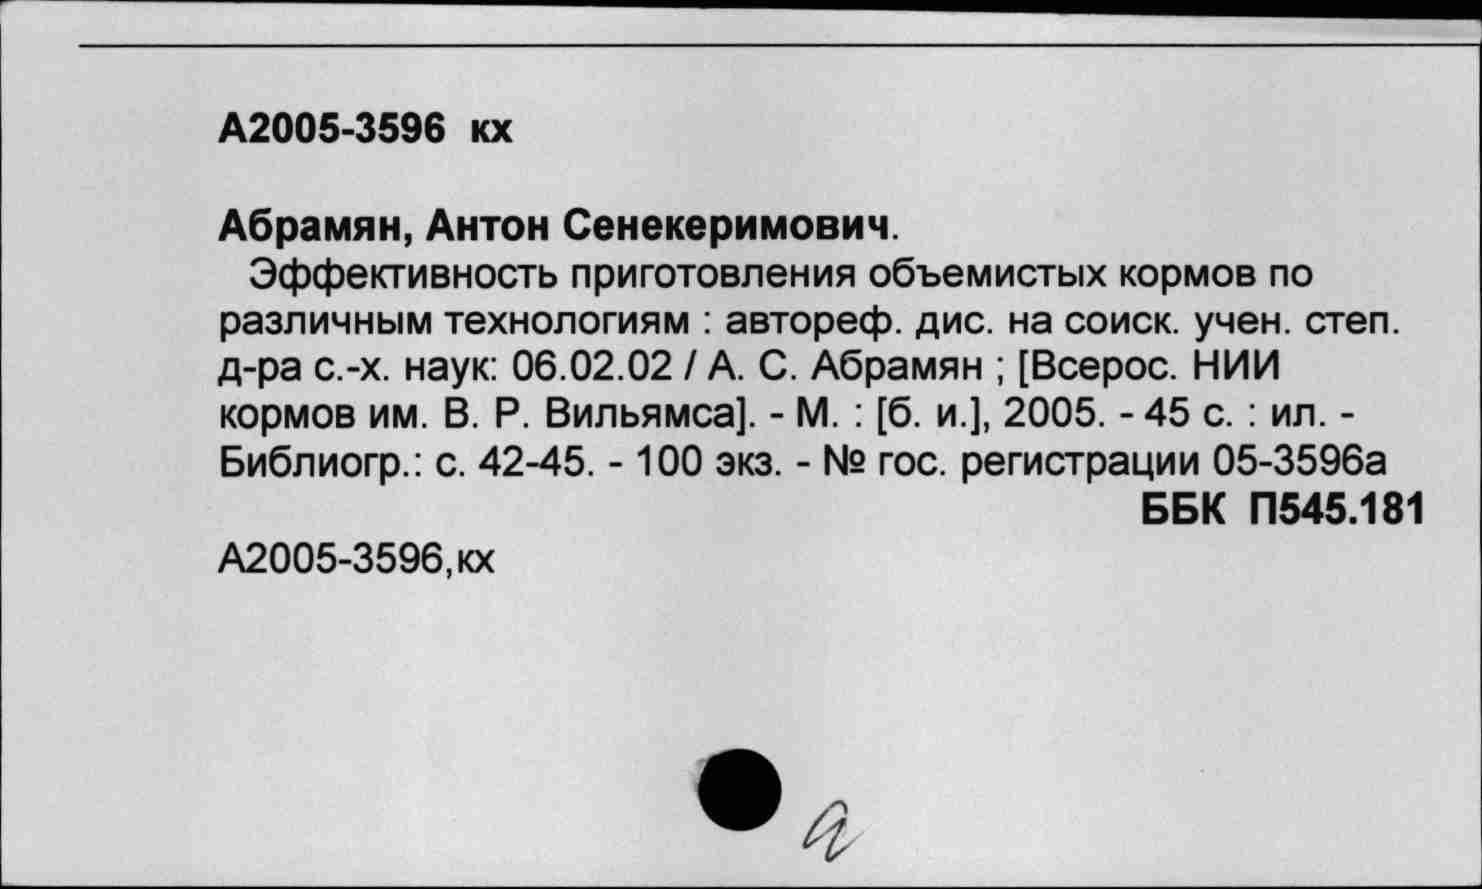 А2005-3596 кх
Абрамян, Антон Сенекеримович.
Эффективность приготовления объемистых кормов по
различным технологиям : автореф. дис. на соиск. учен. степ.
д-ра с.-х. наук: 06.02.02 / А. С. Абрамян ; [Всерос. НИИ
кормов им. В. Р. Вильямса]. - М. : [б. и.], 2005. - 45 с. : ил. -
Библиогр.: с. 42-45. - 100 экз. - № гос. регистрации 05-3596а
ББК П545.181
А2005-3596,кх